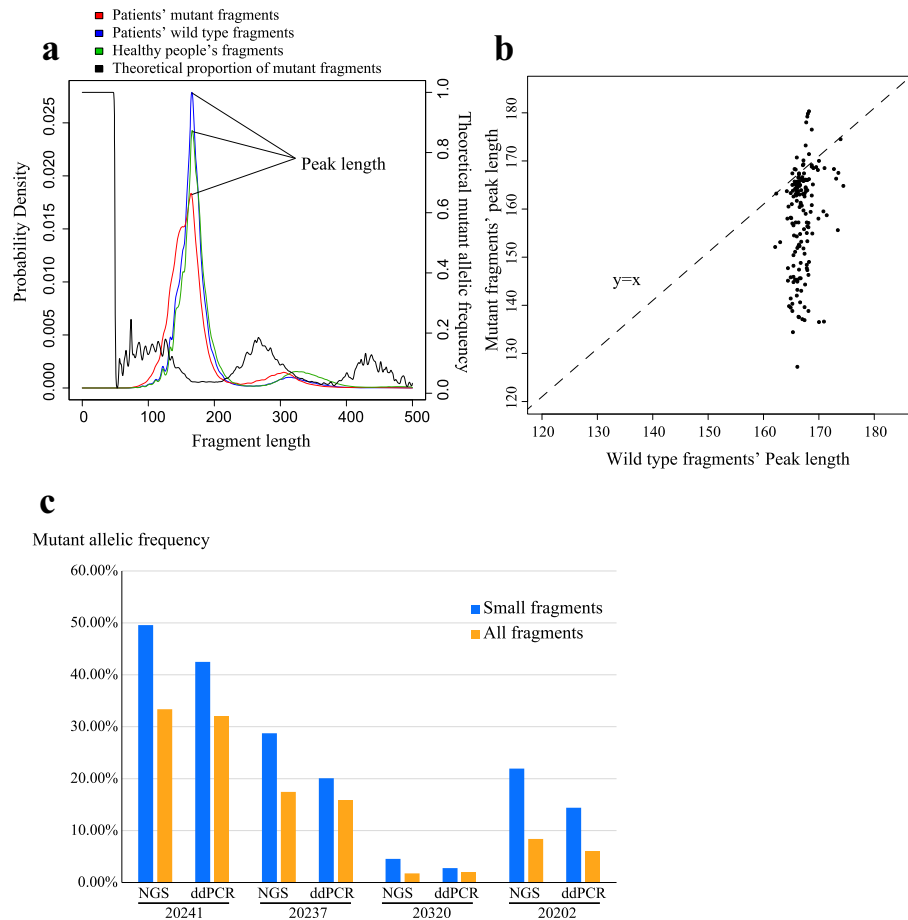 a
Patients’ mutant fragments
Patients’ wild type fragments
Healthy people’s fragments
Theoretical proportion of mutant fragments
Probability Density
0.025
0.020
0.015
0.010
0.005
0.000
Peak length
1.0
0.8
0.6
0.4
0.2
0.0
Theoretical mutant allelic frequency
0 100 200 300 400 500
Fragment length
b
Mutant fragments’ peak length
180
170
160
150
140
130
120
y=x
120 130 140 150 160 170 180
Wild type fragments’ Peak length
c
Mutant allelic frequency
60.00%
50.00%
40.00%
30.00%
20.00%
10.00%
0.00%
Small fragments
All fragments
NGS ddPCR NGS ddPCR NGS ddPCR NGS ddPCR
20241 20237 20320 20202